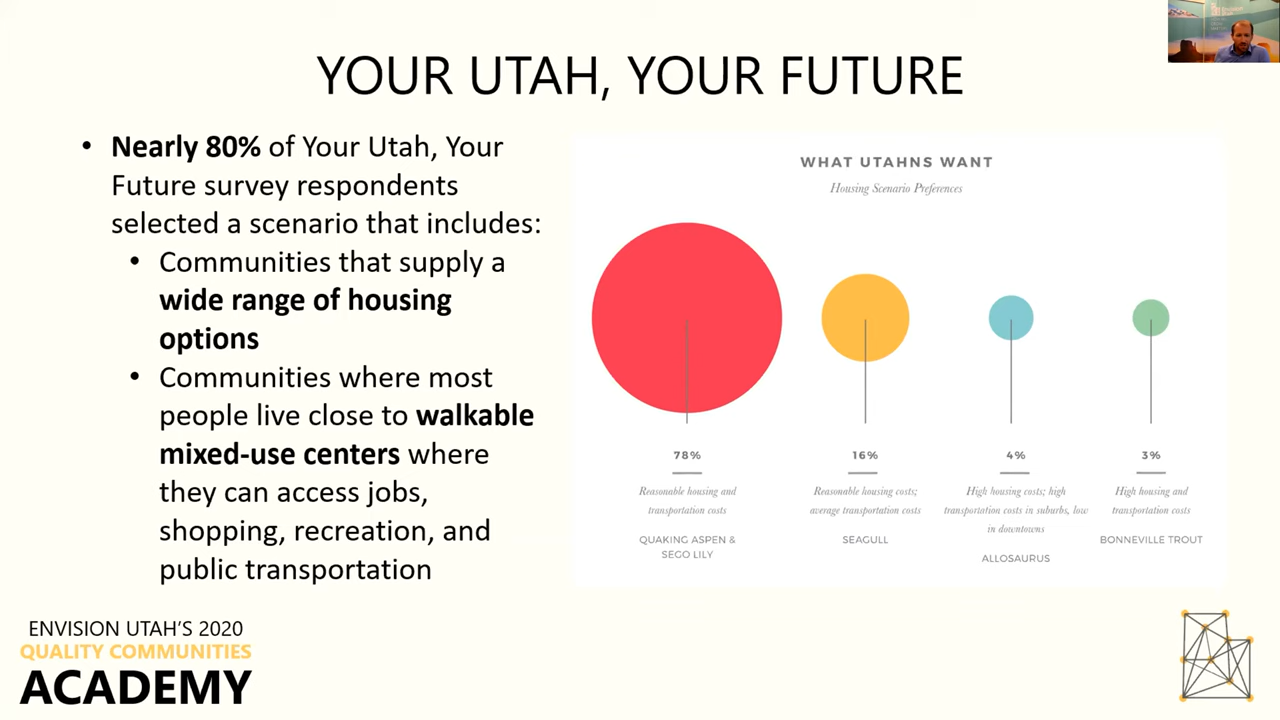 YOUR UTAH, YOUR FUTURE
• Nearly 80% of Your Utah, Your
Future survey respondents
selected a scenario that includes:
• Communities that supply a
wide range of housing
options
• Communities where most
people live close to walkable
mixed-use centers where
they can access jobs,
shopping, recreation, and
public transportation
WHAT UTAHNS WANT
Housing Scenario Preferences
78%
Reasonable housing and
transportation costs
QUAKING ASPEN &
SEGO LILY
16%
Reasonable housing costs;
average transportation costs
SEAGULL
4%
High housing costs; high
transportation costs in suburbs, low
in downtowns
ALLOSAURUS
3%
High housing and
transportation costs
BONNEVILLE TROUT
ENVISION UTAH'S 2020
QUALITY COMMUNITIES
ACADEMY